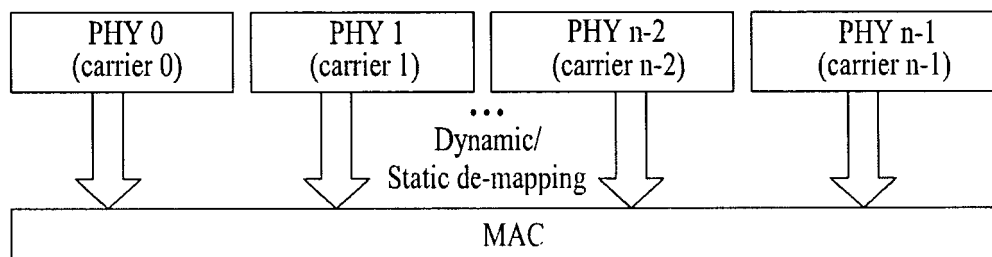 PHY 0
(carrier 0)
PHY 1
(carrier 1)
PHY n-2
(carrier n-2)
PHY n-1
(carrier n-1)
...
Dynamic/
Static de-mapping
MAC